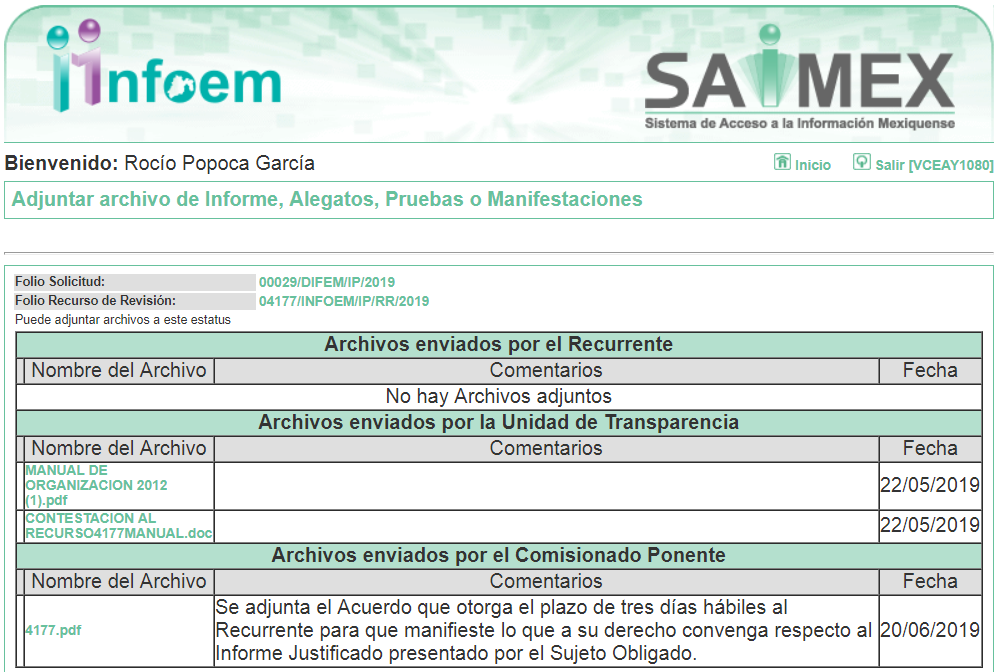 infoem
SAIMEX
Sistema de Acceso a la Información Mexiquense
Bienvenido: Rocío Popoca García
Inicio
Salir [VCEAY1080]
Adjuntar archivo de Informe, Alegatos, Pruebas o Manifestaciones
Folio Solicitud: 00029/DIFEM/IP/2019
Folio Recurso de Revisión: 04177/INFOEM/IP/RR/2019
Puede adjuntar archivos a este estatus
Archivos enviados por el Recurrente
Nombre del Archivo Comentarios Fecha
No hay Archivos adjuntos
Archivos enviados por la Unidad de Transparencia
Nombre del Archivo Comentarios Fecha
MANUAL DE
ORGANIZACION 2012
(1).pdf
22/05/2019
CONTESTACION AL
RECURSO4177MANUAL.doc
22/05/2019
Archivos enviados por el Comisionado Ponente
Nombre del Archivo Comentarios Fecha
4177.pdf
Se adjunta el Acuerdo que otorga el plazo de tres días hábiles al
Recurrente para que manifieste lo que a su derecho convenga respecto al
Informe Justificado presentado por el Sujeto Obligado.
20/06/2019